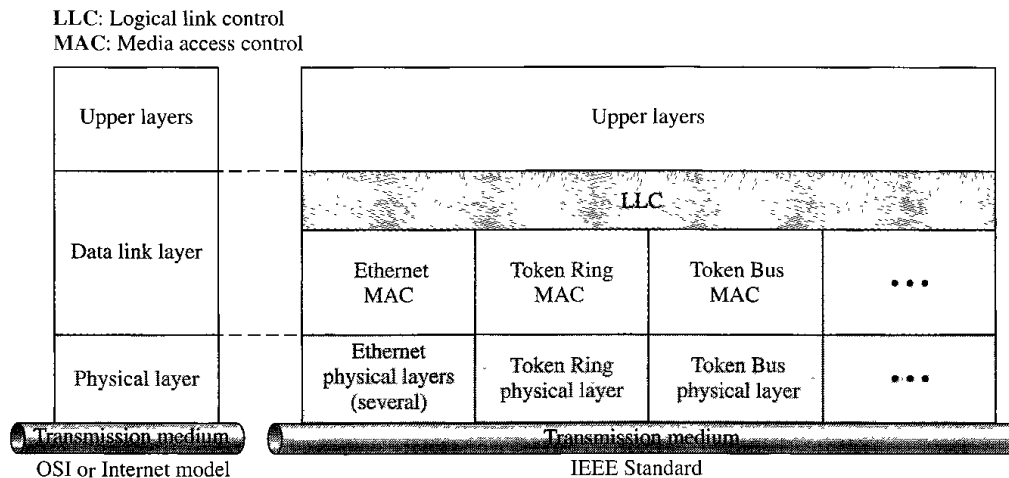 LLC: Logical link control
MAC: Media access control
Upper layers
Upper layers
LLC
Data link layer
Ethernet
MAC
Token Ring
MAC
Token Bus
MAC
• • •
Physical layer
Ethernet
physical layers
(several)
Token Ring
physical layer
Token Bus
physical layer
• • •
Transmission medium
Transmission medium
OSI or Internet model
IEEE Standard